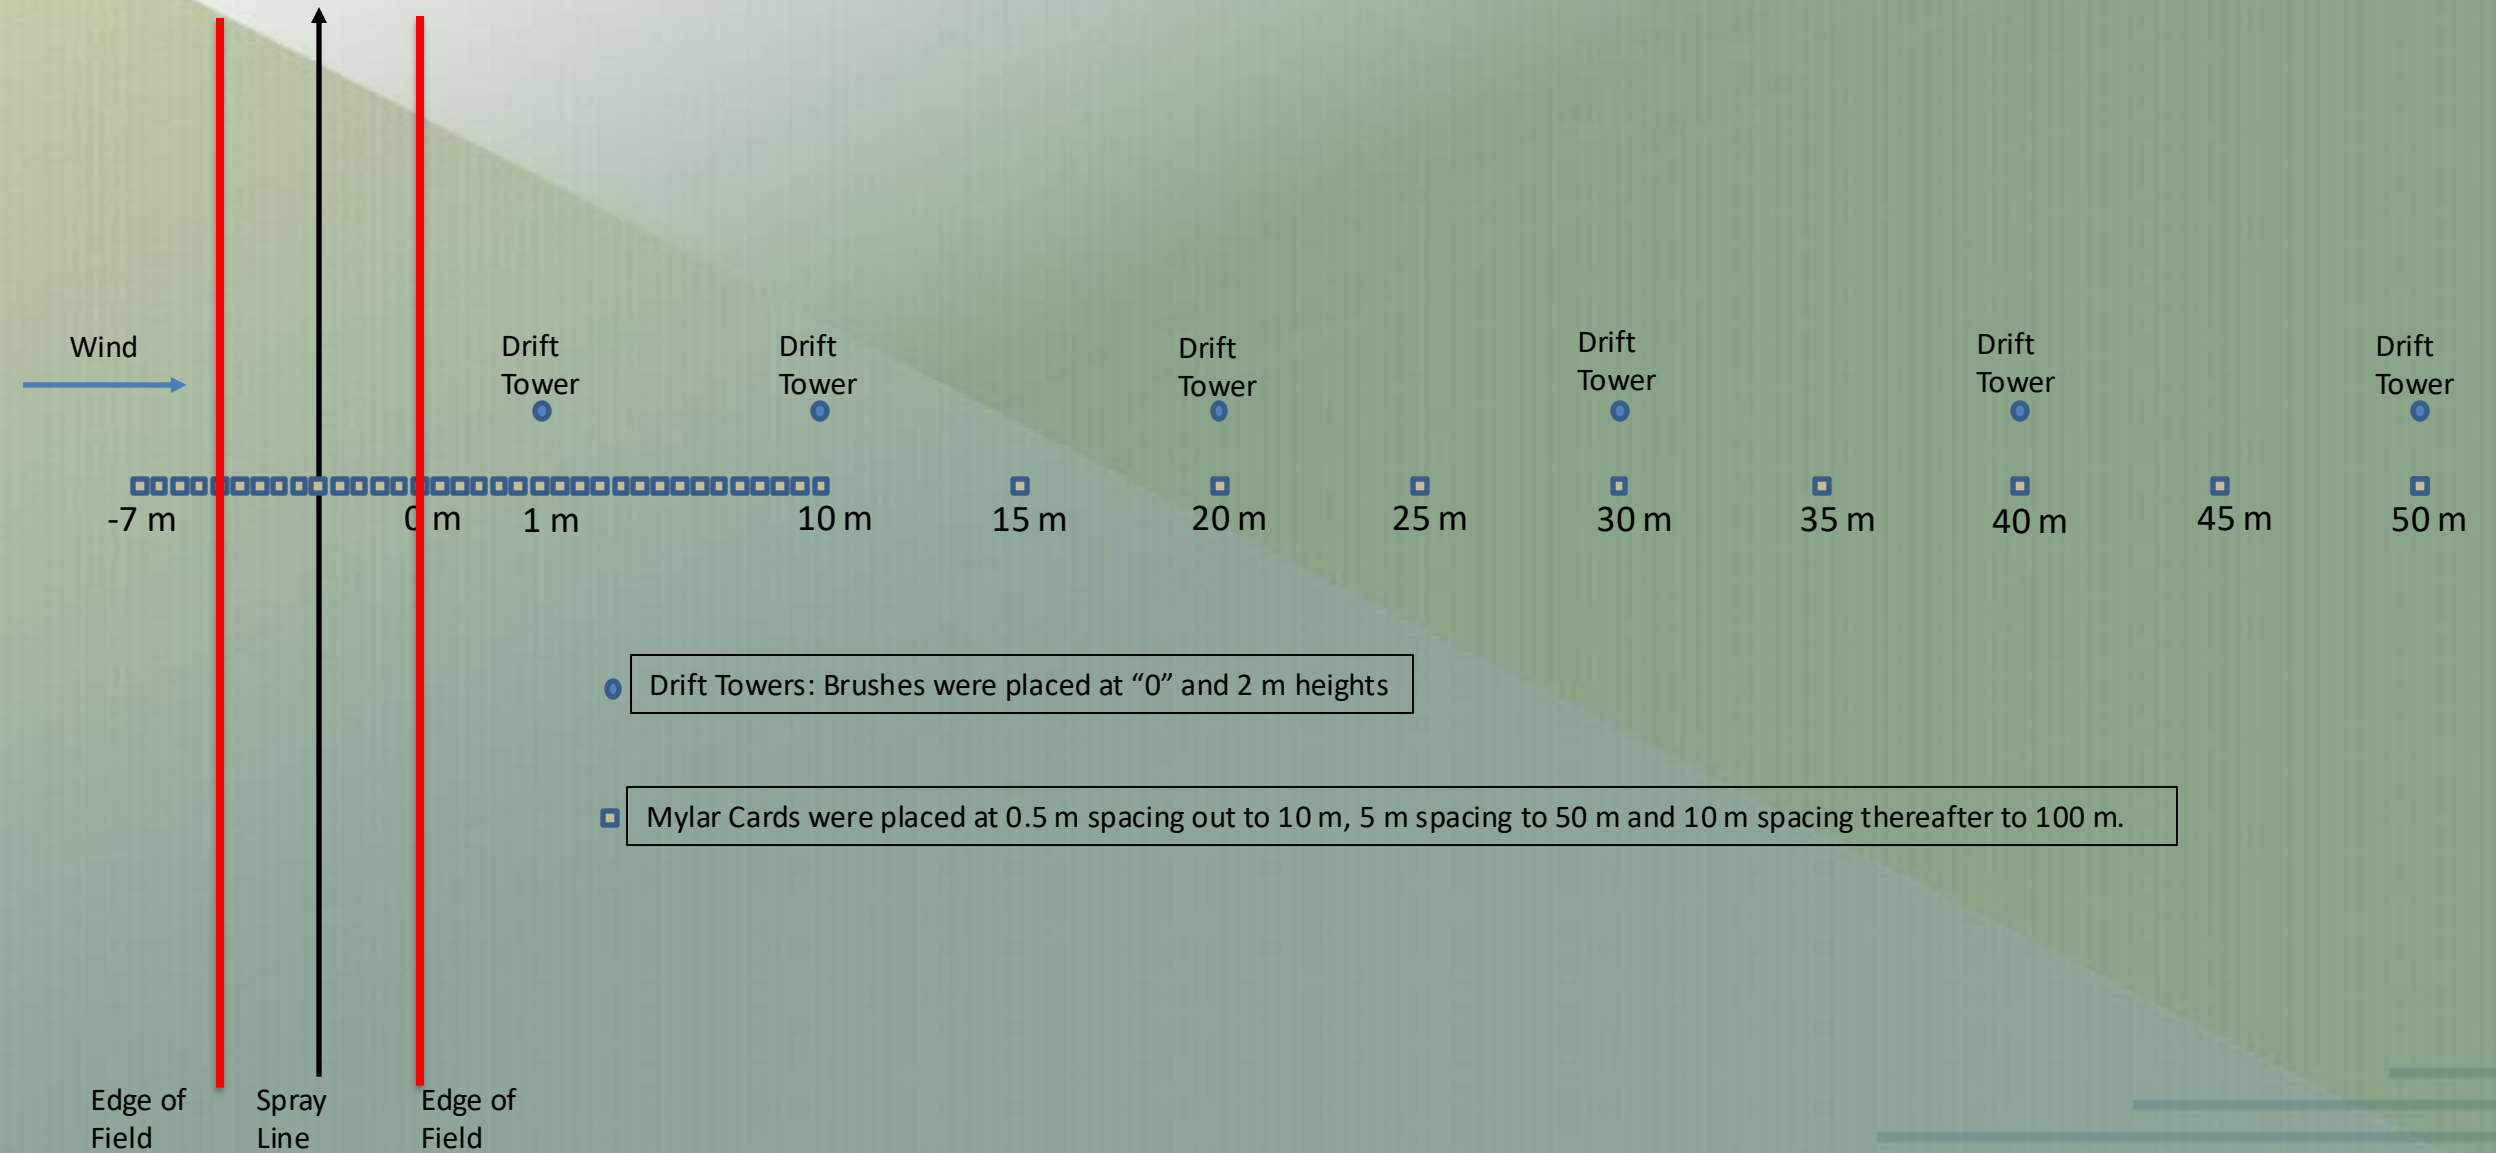 Wind
Drift
Tower
Drift
Tower
Drift
Tower
Drift
Tower
Drift
Tower
Drift
Tower
-7 m
0 m
1 m
10 m
15 m
20 m
25 m
30 m
35 m
40 m
45 m
50 m
Drift Towers: Brushes were placed at “0” and 2 m heights
Mylar Cards were placed at 0.5 m spacing out to 10 m, 5 m spacing to 50 m and 10 m spacing thereafter to 100 m.
Edge of
Field
Spray
Line
Edge of
Field